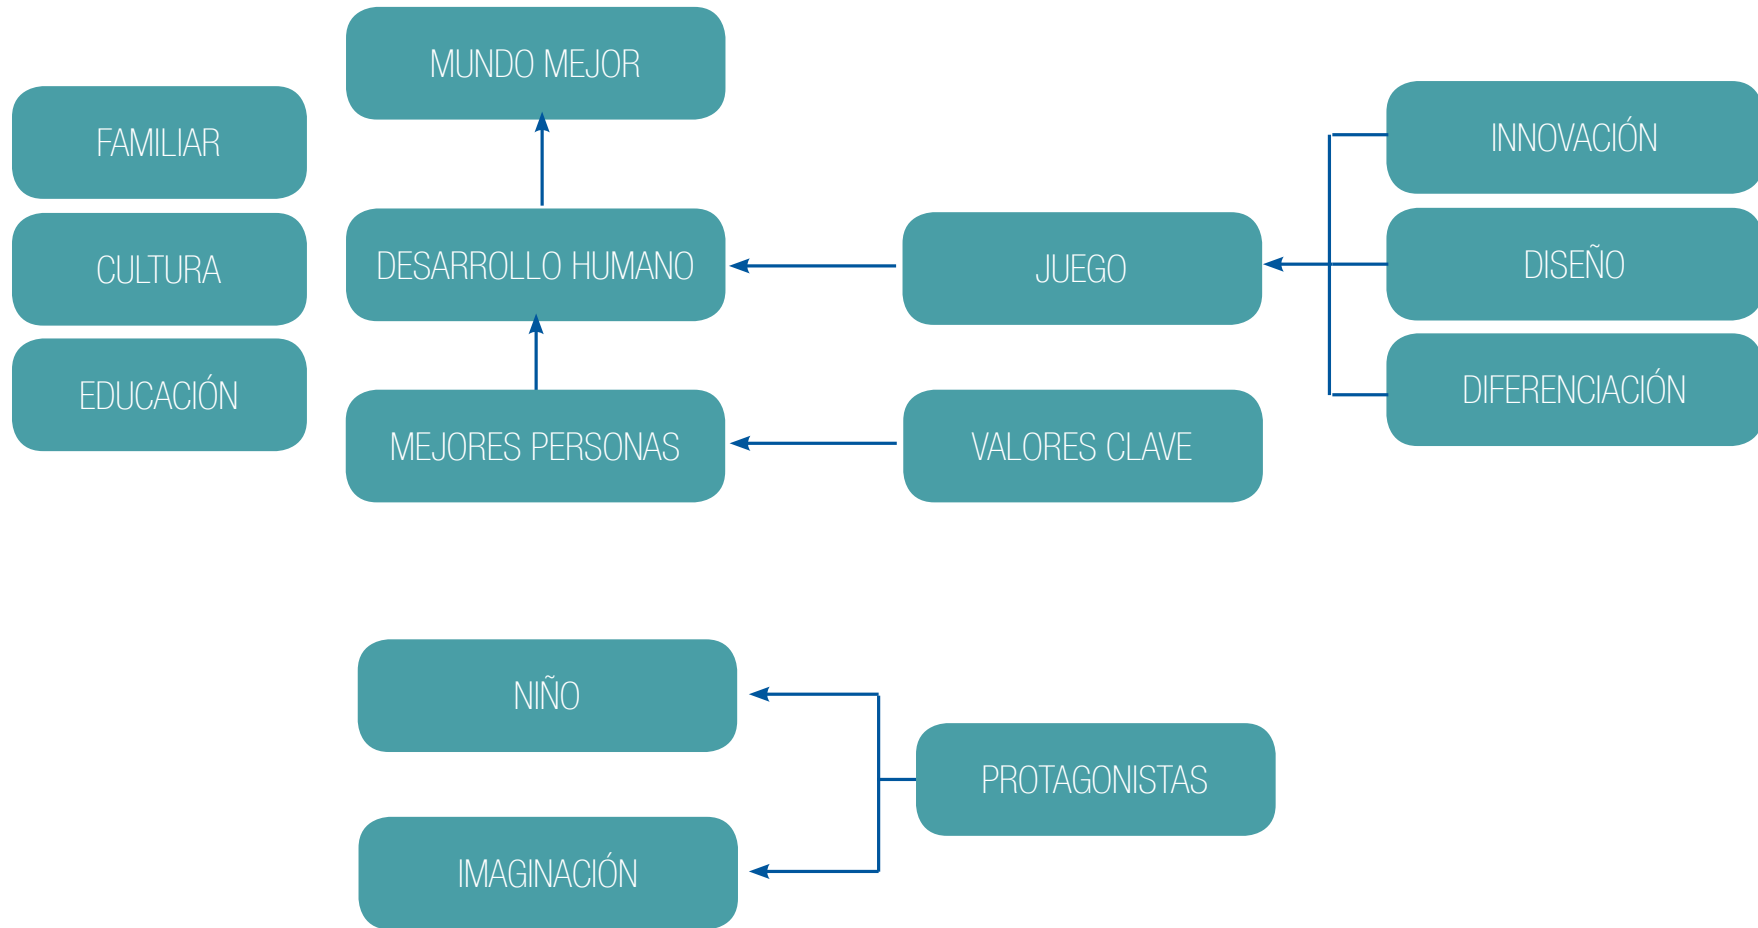 MUNDO MEJOR
FAMILIAR
CULTURA
EDUCACIÓN
DESARROLLO HUMANO
MEJORES PERSONAS
JUEGO
VALORES CLAVE
INNOVACIÓN
DISEÑO
DIFERENCIACIÓN
NIÑO
IMAGINACIÓN
PROTAGONISTAS